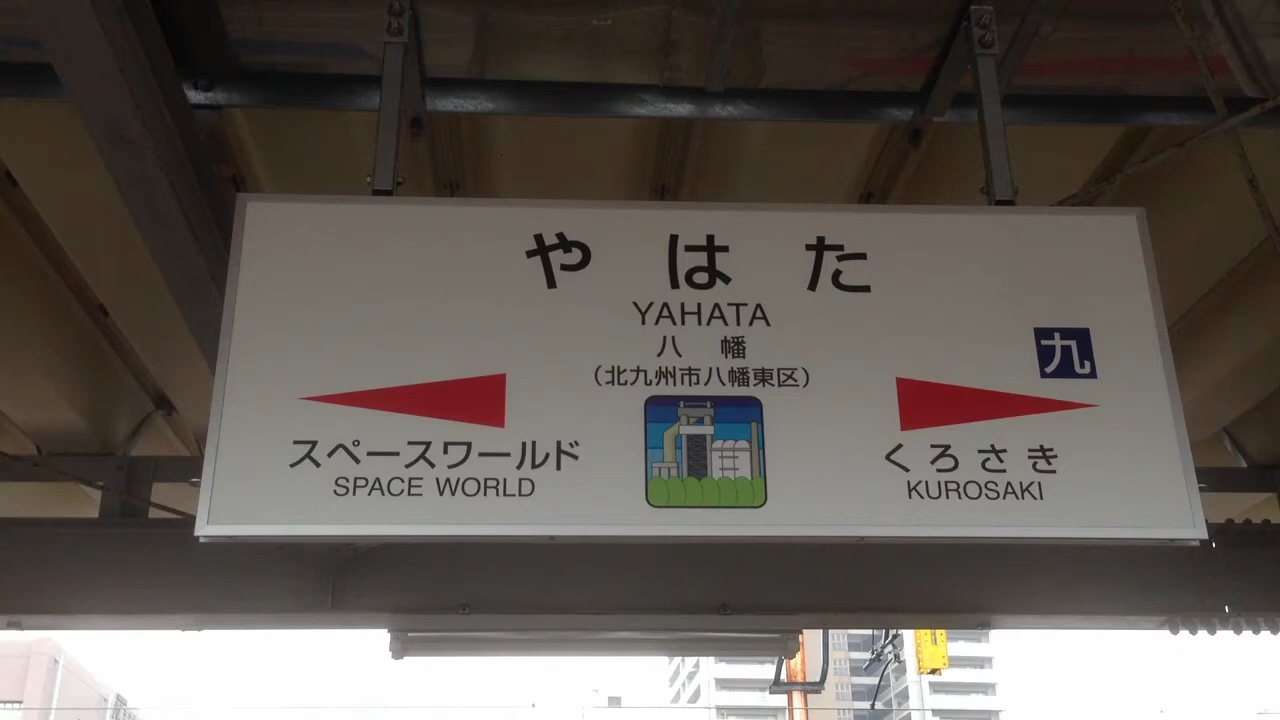 やはた
YAHATA
八幡
(北九州市八幡東区)
九
スペースワールド
SPACE WORLD
くろさき
KUROSAKI